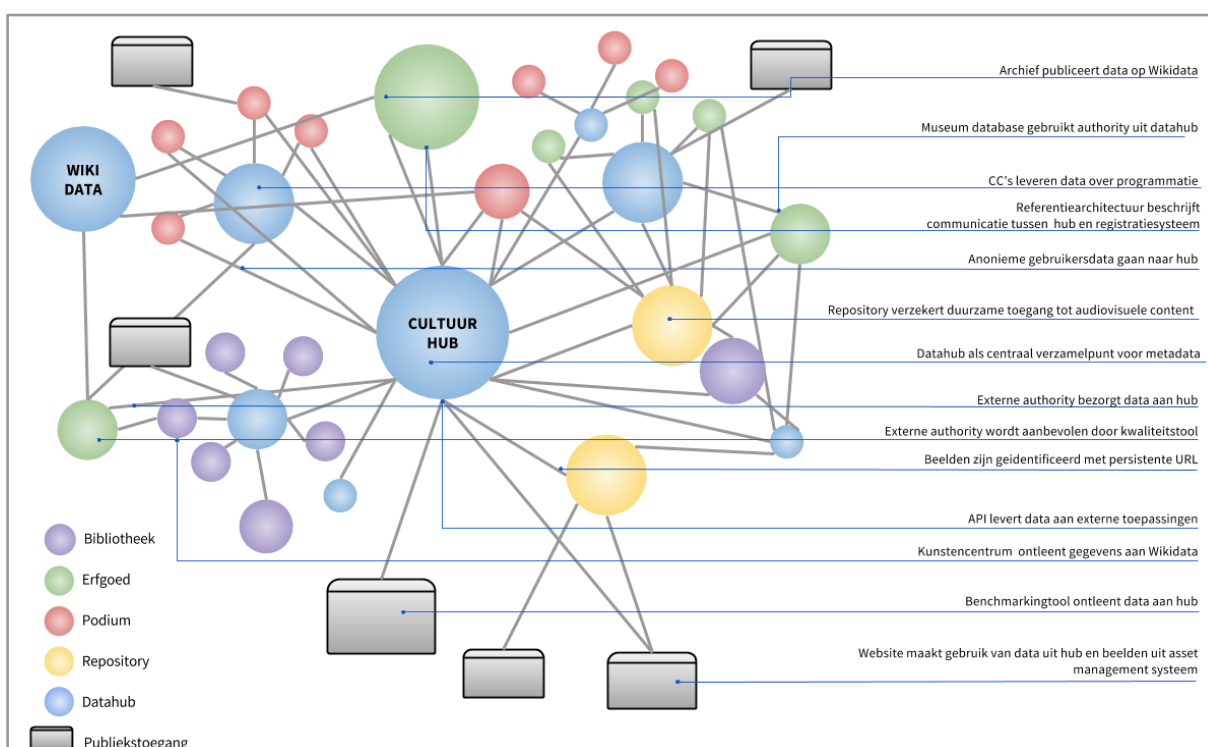 WIKI
DATA
CULTUUR
HUB
Archief publiceert data op Wikidata
Museum database gebruikt authority uit datahub
CC's leveren data over programmatie
Referentiearchitectuur beschrijft
communicatie tussen hub en registratiesysteem
Anonieme gebruikersdata gaan naar hub
Repository verzekert duurzame toegang tot audiovisuele content
Datahub als centraal verzamelpunt voor metadata
Externe authority bezorgt data aan hub
Externe authority wordt aanbevolen door kwaliteitstool
Beelden zijn geidentificeerd met persistente URL
API levert data aan externe toepassingen
Kunstencentrum ontleent gegevens aan Wikidata
Benchmarkingtool ontleent data aan hub
Website maakt gebruik van data uit hub en beelden uit asset
management systeem
Bibliotheek
Erfgoed
Podium
Repository
Datahub
Publiekstoegang